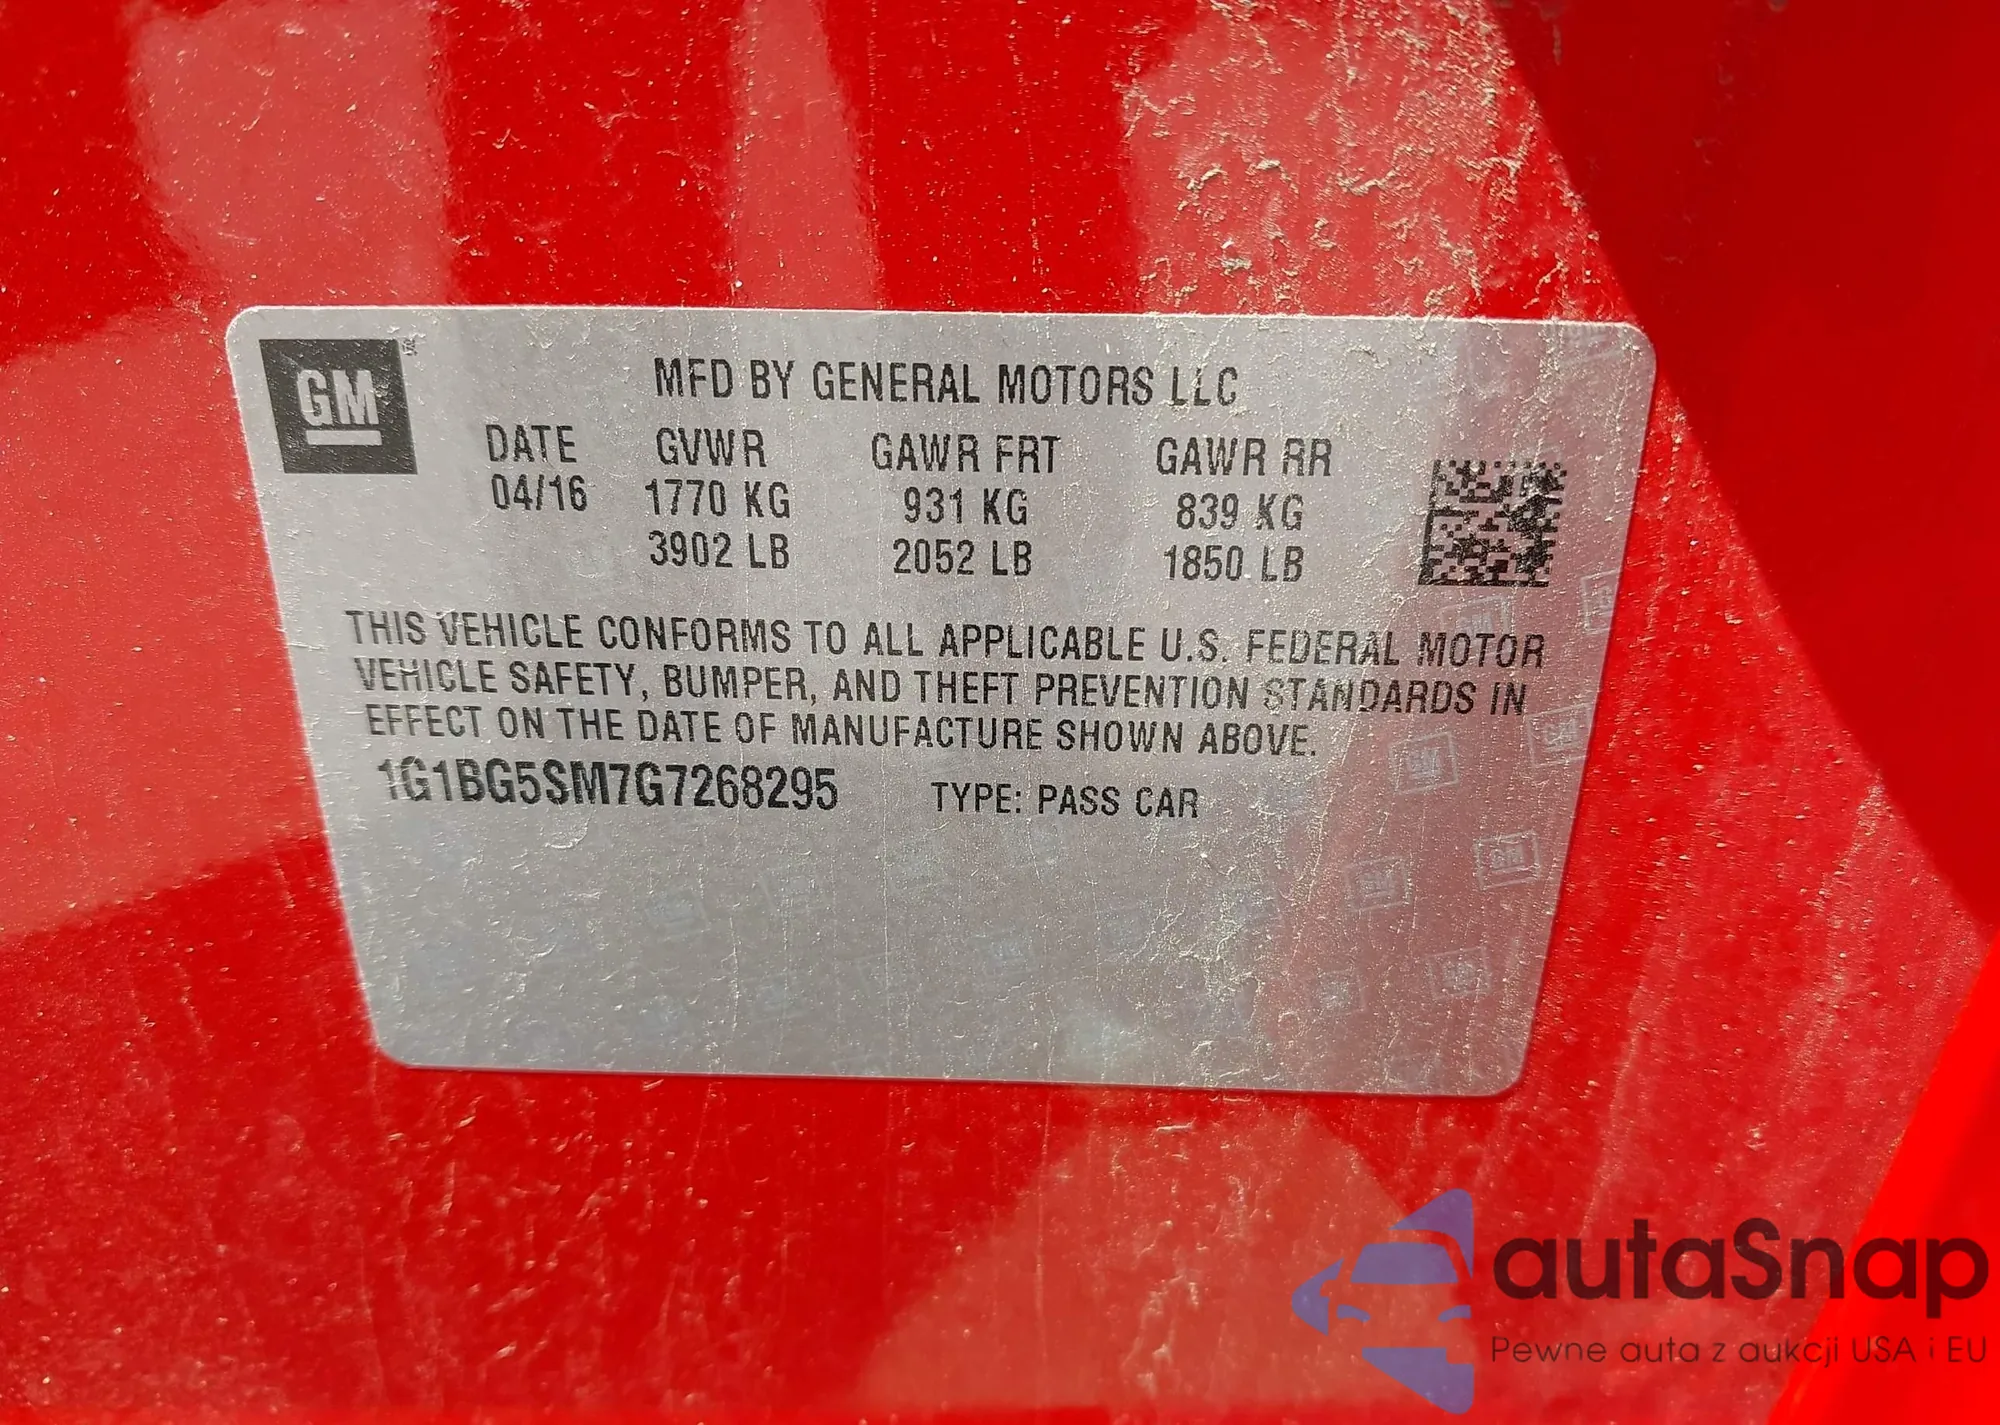 GM
MFD BY GENERAL MOTORS LLC
DATE GVWR GAWR FRT GAWR RR
04/16 1770 KG 931 KG 839 KG
3902 LB 2052 LB 1850 LB
THIS VEHICLE CONFORMS TO ALL APPLICABLE U.S. FEDERAL MOTOR
VEHICLE SAFETY, BUMPER, AND THEFT PREVENTION STANDARDS IN
EFFECT ON THE DATE OF MANUFACTURE SHOWN ABOVE.
1G1BG5SM7G7268295 TYPE: PASS CAR
autaSnap
Pewne auta z aukcji USA i EU